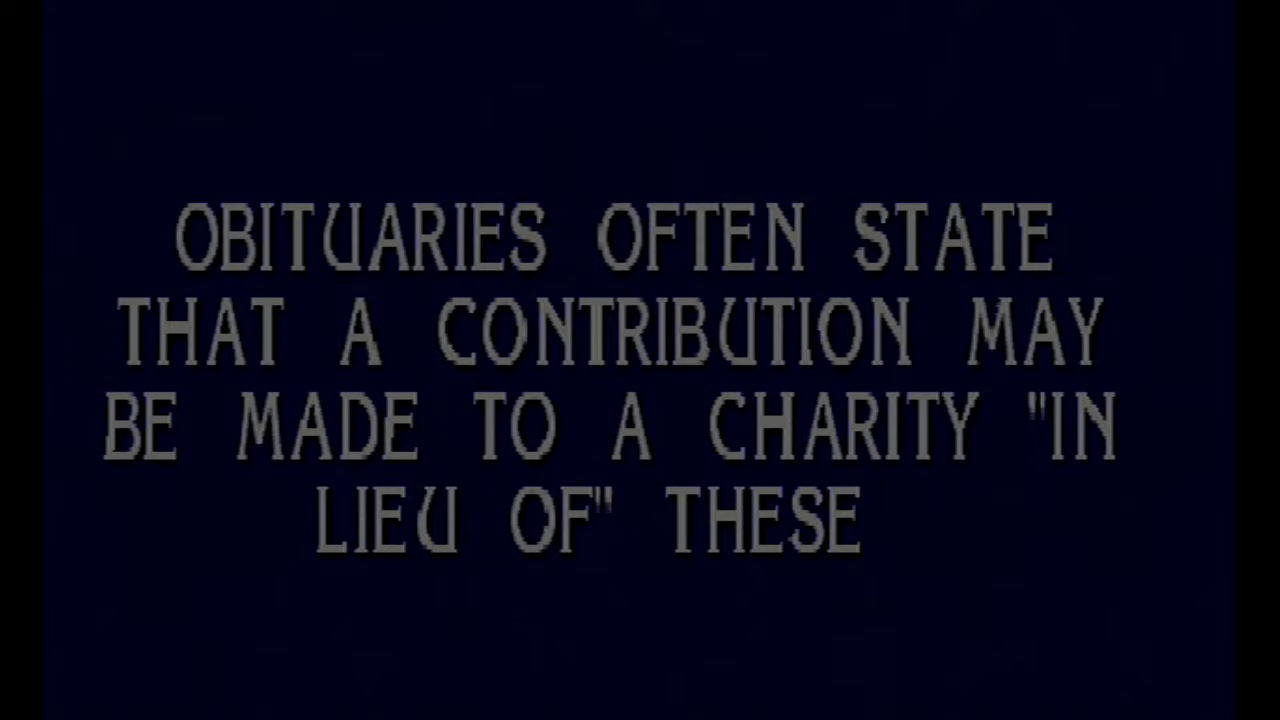 OBITUARIES OFTEN STATE
THAT A CONTRIBUTION MAY
BE MADE TO A CHARITY "IN
LIEU OF" THESE